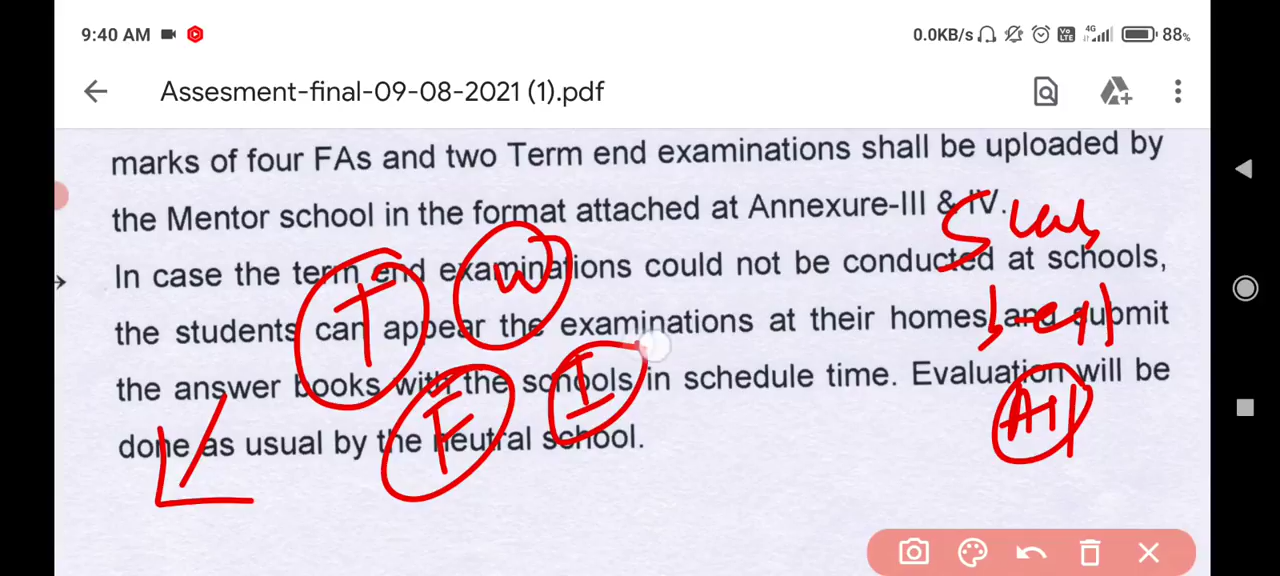 9:40 AM 0.0KB/s 4G Vo LTE 88%
Assesment-final-09-08-2021 (1).pdf
marks of four FAs and two Term end examinations shall be uploaded by
the Mentor school in the format attached at Annexure-III & IV.
In case the term end examinations could not be conducted at schools,
the students can appear the examinations at their homes and submit
the answer books with the schools in schedule time. Evaluation will be
done as usual by the neutral school.
T W
F I